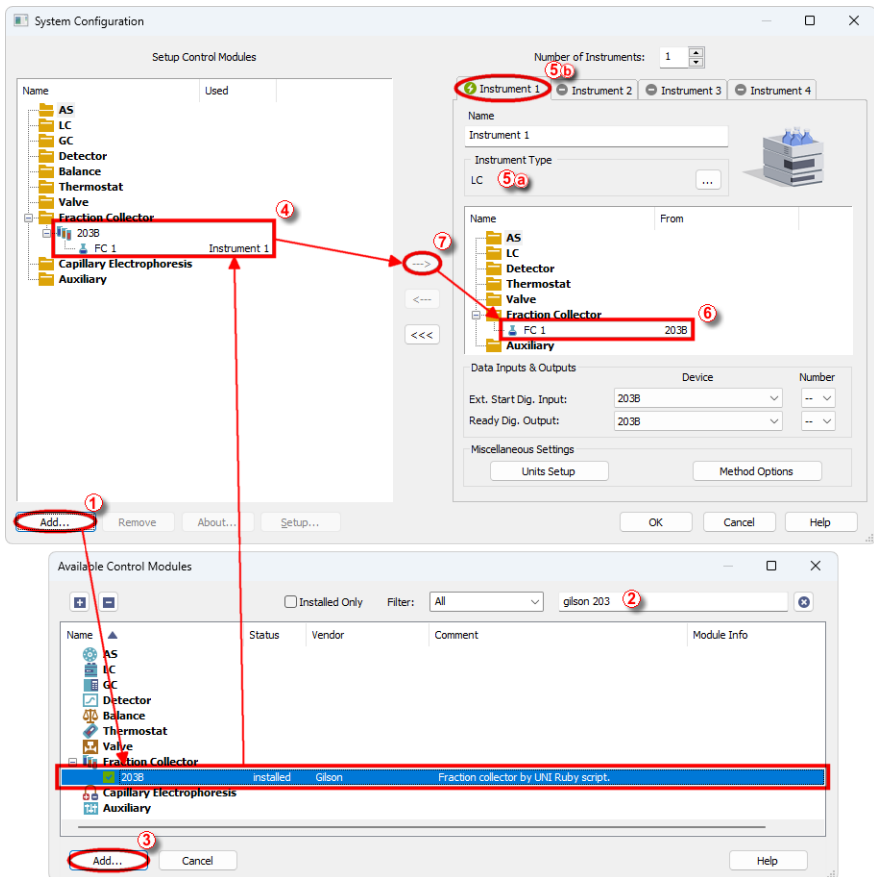 System Configuration
Setup Control Modules
Number of Instruments: 1
Name Used
AS
LC
GC
Detector
Balance
Thermostat
Valve
Fraction Collector
203B
FC 1 Instrument 1
Capillary Electrophoresis
Auxiliary
4
7
--->
<---
<<<
5 b
Instrument 1 Instrument 2 Instrument 3 Instrument 4
Name
Instrument 1
Instrument Type
LC 5 a ...
Name From
AS
LC
Detector
Thermostat
Valve
Fraction Collector 6
FC 1 203B
Auxiliary
Data Inputs & Outputs
Device Number
Ext. Start Dig. Input: 203B --
Ready Dig. Output: 203B --
Miscellaneous Settings
Units Setup Method Options
1
Add... Remove About... Setup...
OK Cancel Help
Available Control Modules
Installed Only Filter: All gilson 203 2
Name Status Vendor Comment Module Info
AS
LC
GC
Detector
Balance
Thermostat
Valve
Fraction Collector
203B installed Gilson Fraction collector by UNI Ruby script.
Capillary Electrophoresis
Auxiliary
3
Add... Cancel Help